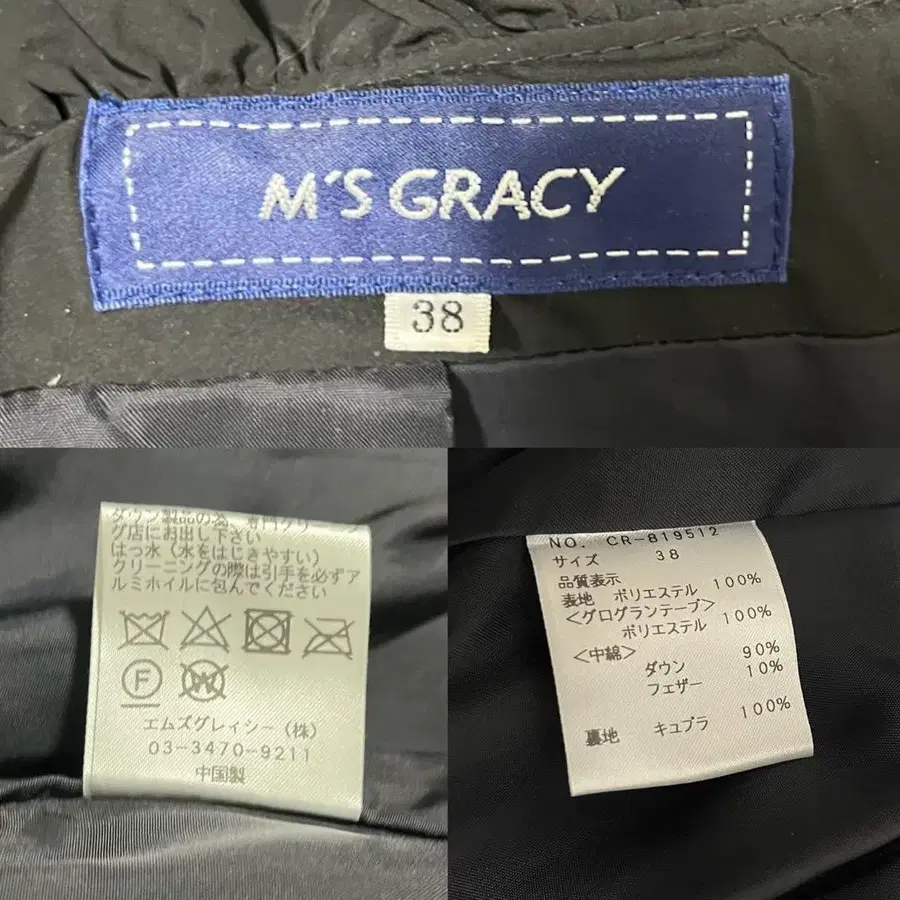 M'S GRACY
38
ダウン製品の為、専門クリ
グ店にお出し下さい
はっ水（水をはじきやすい）
クリーニングの際は引手を必ずア
ルミホイルに包んでください
F W
エムズグレイシー（株）
03-3470-9211
中国製
NO. CR-819512
サイズ 38
品質表示
表地 ポリエステル 100%
<グログランテープ>
ポリエステル 100%
<中綿>
ダウン 90%
フェザー 10%
裏地 キュプラ 100%